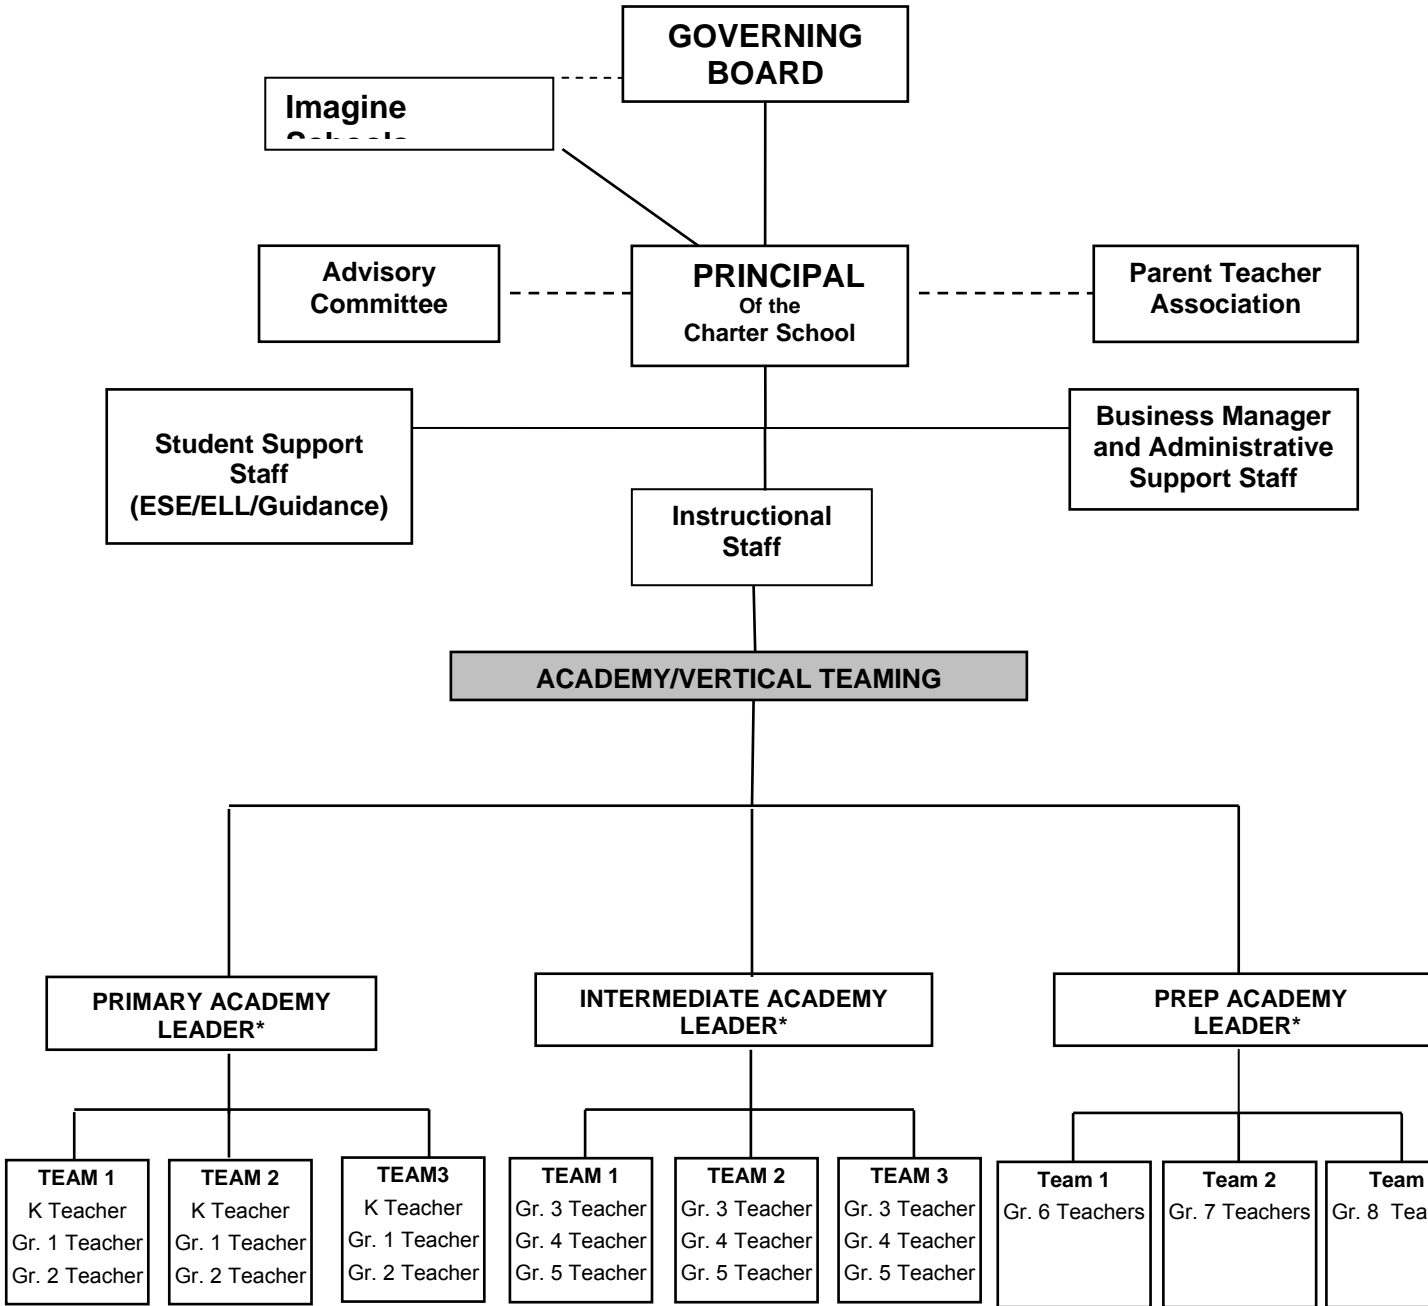 GOVERNING
BOARD
Imagine
PRINCIPAL
Of the
Charter School
Advisory
Committee
Parent Teacher
Association
Student Support
Staff
(ESE/ELL/Guidance)
Business Manager
and Administrative
Support Staff
Instructional
Staff
ACADEMY/VERTICAL TEAMING
PRIMARY ACADEMY
LEADER*
INTERMEDIATE ACADEMY
LEADER*
PREP ACADEMY
LEADER*
TEAM 1
K Teacher
Gr. 1 Teacher
Gr. 2 Teacher
TEAM 2
K Teacher
Gr. 1 Teacher
Gr. 2 Teacher
TEAM3
K Teacher
Gr. 1 Teacher
Gr. 2 Teacher
TEAM 1
Gr. 3 Teacher
Gr. 4 Teacher
Gr. 5 Teacher
TEAM 2
Gr. 3 Teacher
Gr. 4 Teacher
Gr. 5 Teacher
TEAM 3
Gr. 3 Teacher
Gr. 4 Teacher
Gr. 5 Teacher
Team 1
Gr. 6 Teachers
Team 2
Gr. 7 Teachers
Team
Gr. 8